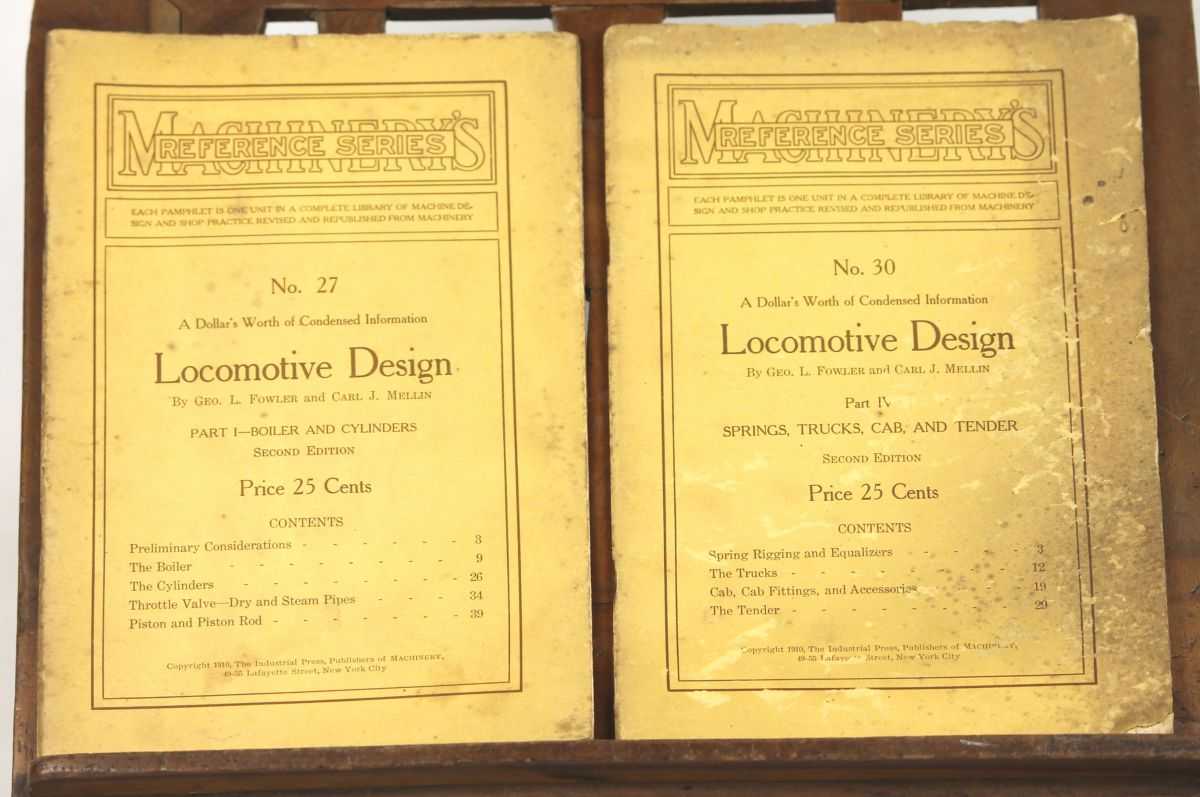 MACHINERY'S
REFERENCE SERIES
EACH PAMPHLET IS ONE UNIT IN A COMPLETE LIBRARY OF MACHINE DE-
SIGN AND SHOP PRACTICE REVISED AND REPUBLISHED FROM MACHINERY
No. 27
A Dollar's Worth of Condensed Information
Locomotive Design
By Geo. L. Fowler and Carl J. Mellin
PART I—BOILER AND CYLINDERS
Second Edition
Price 25 Cents
CONTENTS
Preliminary Considerations - - - - - - 3
The Boiler - - - - - - - - 9
The Cylinders - - - - - - - - 26
Throttle Valve—Dry and Steam Pipes - - - 34
Piston and Piston Rod - - - - - - - 39
Copyright 1910, The Industrial Press, Publishers of MACHINERY,
49-55 Lafayette Street, New York City
MACHINERY'S
REFERENCE SERIES
EACH PAMPHLET IS ONE UNIT IN A COMPLETE LIBRARY OF MACHINE DE-
SIGN AND SHOP PRACTICE REVISED AND REPUBLISHED FROM MACHINERY
No. 30
A Dollar's Worth of Condensed Information
Locomotive Design
By Geo. L. Fowler and Carl J. Mellin
Part IV
SPRINGS, TRUCKS, CAB, AND TENDER
Second Edition
Price 25 Cents
CONTENTS
Spring Rigging and Equalizers - - - - - 3
The Trucks - - - - - - - - 12
Cab, Cab Fittings, and Accessories - - - - 19
The Tender - - - - - - - - 29
Copyright 1910, The Industrial Press, Publishers of MACHINERY,
49-55 Lafayette Street, New York City